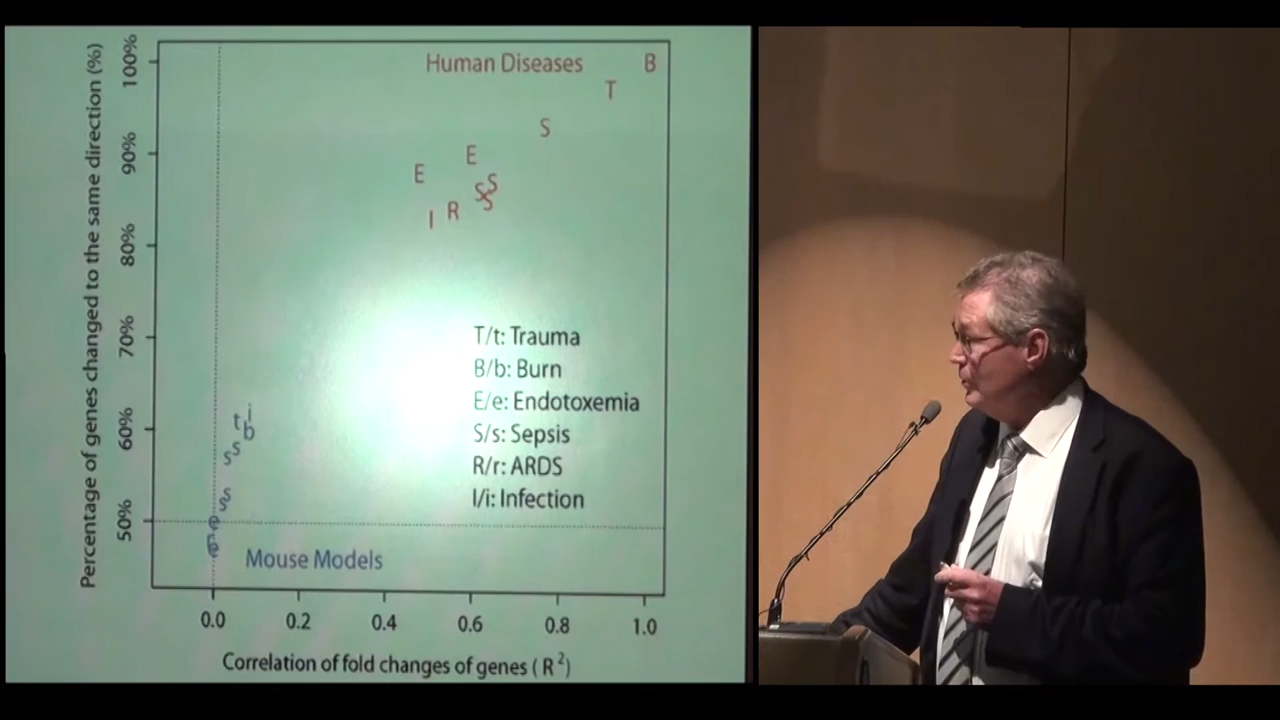 Percentage of genes changed to the same direction (%)
100%
90%
80%
70%
60%
50%
Human Diseases
B
T
S
E
E
S
S
S
R
I
T/t: Trauma
B/b: Burn
E/e: Endotoxemia
S/s: Sepsis
R/r: ARDS
I/i: Infection
i
t
b
s
s
s
s
e
Mouse Models
0.0 0.2 0.4 0.6 0.8 1.0
Correlation of fold changes of genes (R²)